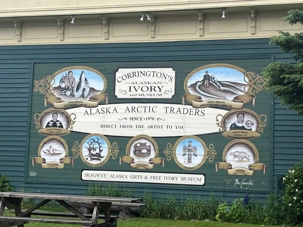 CORRINGTON'S
ALASKAN
IVORY
AND MUSEUM
ALASKA ARCTIC TRADERS
SINCE 1976
DIRECT FROM THE ARTIST TO YOU
SKAGWAY, ALASKA GIFTS & FREE IVORY MUSEUM